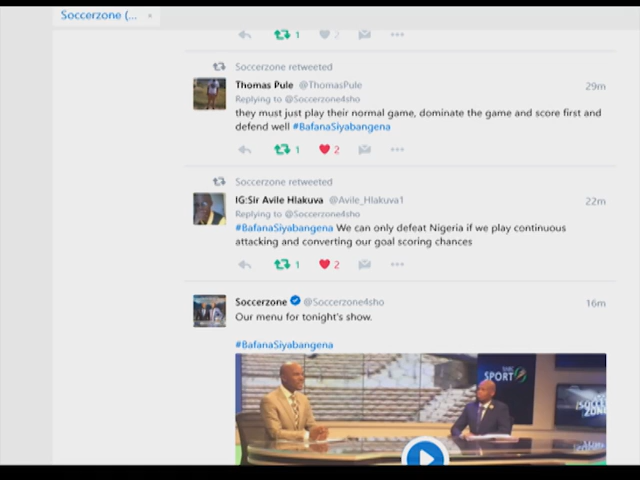 Soccerzone (...
1
2
Soccerzone retweeted
Thomas Pule @ThomasPule 29m
Replying to @Soccerzone4sho
they must just play their normal game, dominate the game and score first and
defend well #BafanaSiyabangena
1
2
Soccerzone retweeted
IG:Sir Avile Hlakuva @Avile_Hlakuva1 22m
Replying to @Soccerzone4sho
#BafanaSiyabangena We can only defeat Nigeria if we play continuous
attacking and converting our goal scoring chances
1
2
Soccerzone @Soccerzone4sho 16m
Our menu for tonight's show.
#BafanaSiyabangena
SABC
SPORT
SOCCER
ZONE